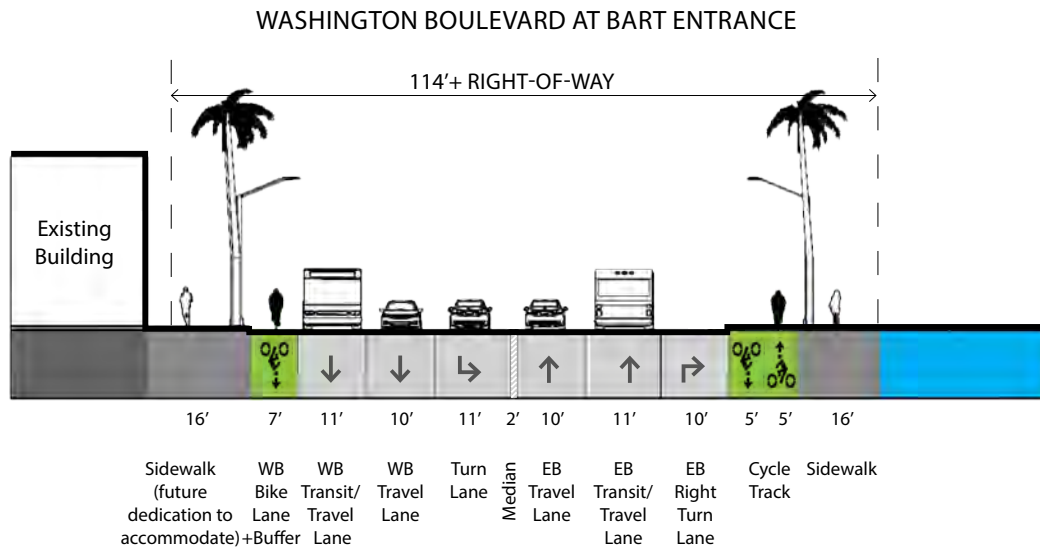 WASHINGTON BOULEVARD AT BART ENTRANCE
114’+ RIGHT-OF-WAY
Existing
Building
16’ 7’ 11’ 10’ 11’ 2’ 10’ 11’ 10’ 5’ 5’ 16’
Sidewalk
(future
dedication to
accommodate)
WB
Bike
Lane
+Buffer
WB
Transit/
Travel
Lane
WB
Travel
Lane
Turn
Lane
Median
EB
Travel
Lane
EB
Transit/
Travel
Lane
EB
Right
Turn
Lane
Cycle
Track
Sidewalk